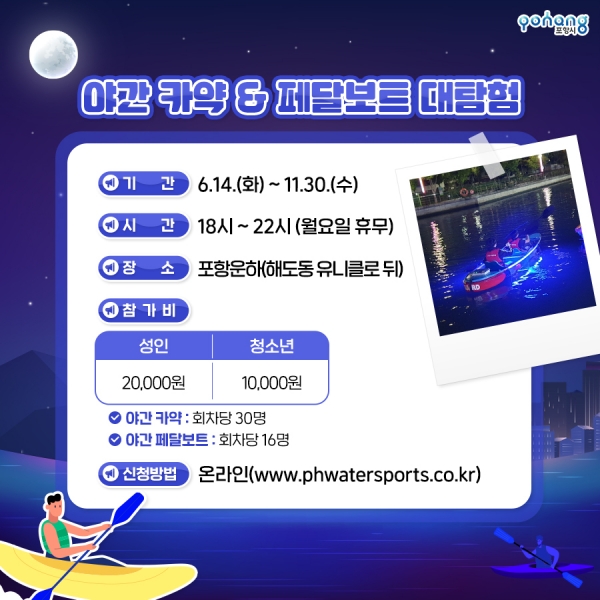 pohang
포항시
야간 카약 & 페달보트 대탐험
기 간 6.14.(화) ~ 11.30.(수)
시 간 18시 ~ 22시 (월요일 휴무)
장 소 포항운하(해도동 유니클로 뒤)
참 가 비
성인 청소년
20,000원 10,000원
야간 카약 : 회차당 30명
야간 페달보트 : 회차당 16명
신청방법 온라인(www.phwatersports.co.kr)